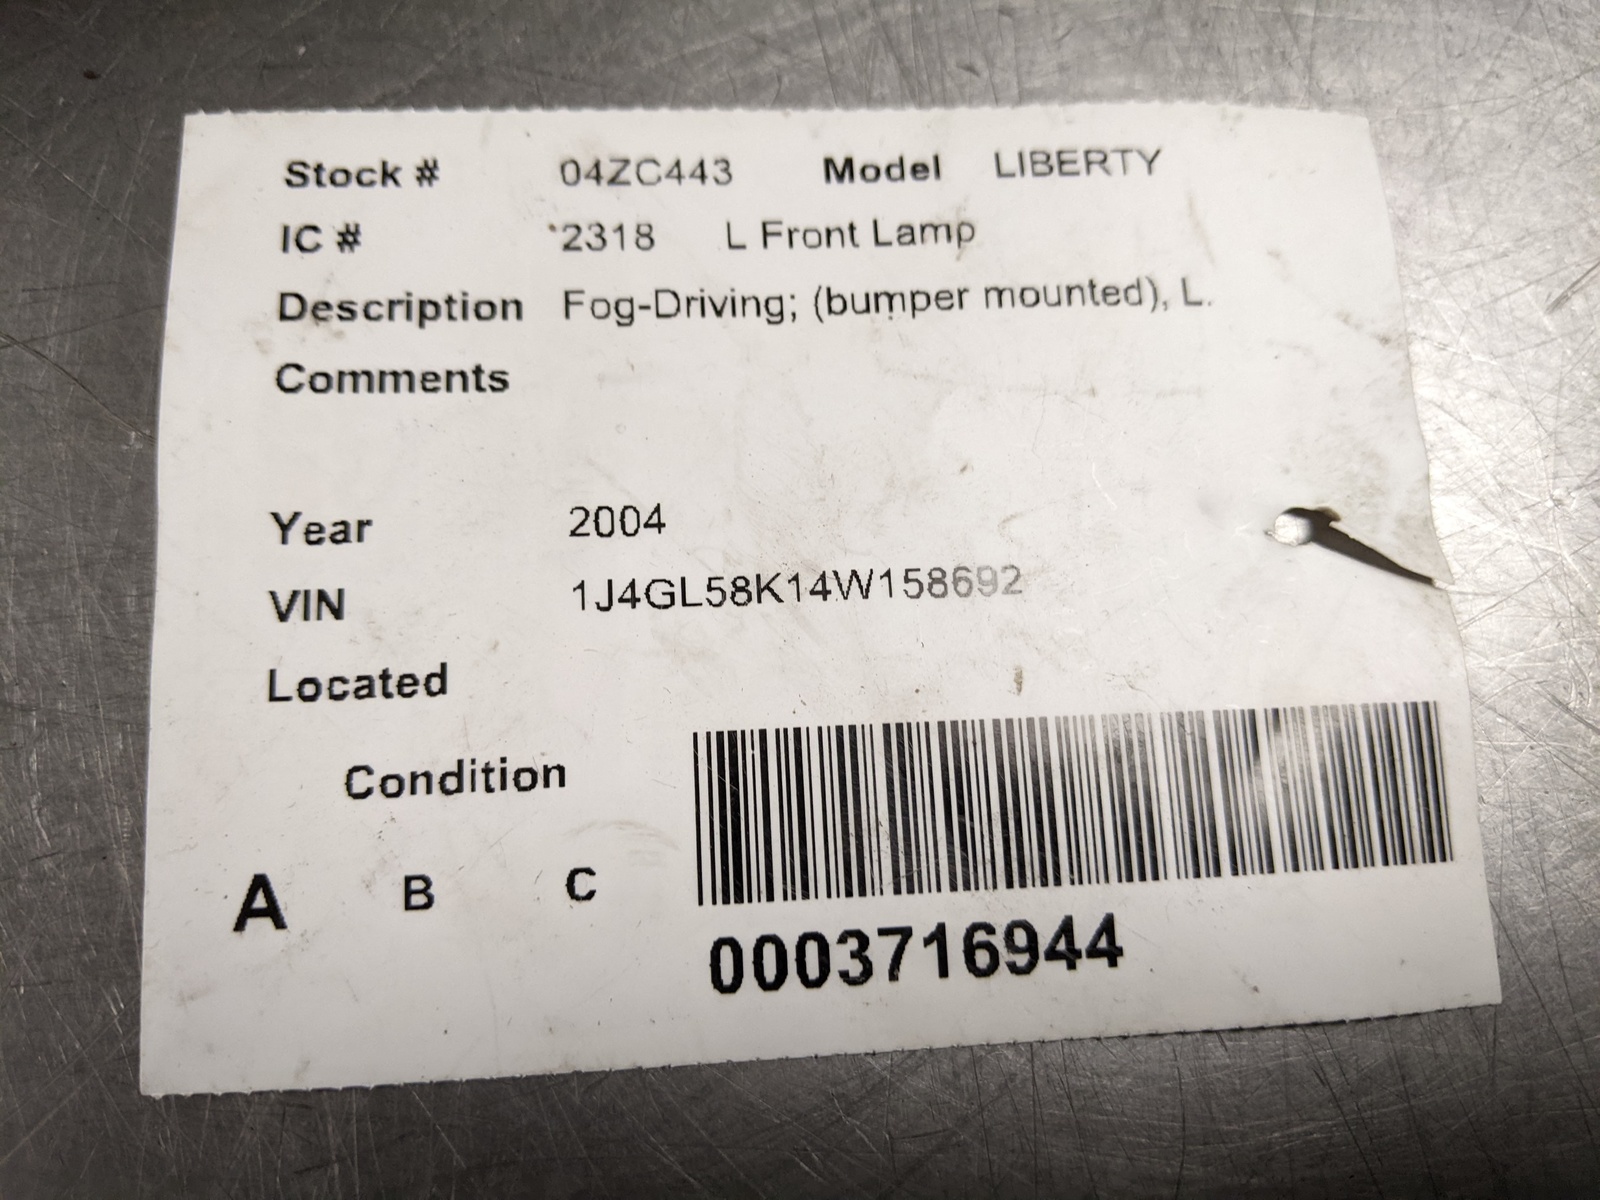 Stock # 04ZC443 Model LIBERTY
IC # 2318 L Front Lamp
Description Fog-Driving; (bumper mounted), L.
Comments
Year 2004
VIN 1J4GL58K14W158692
Located
Condition
A B C
0003716944